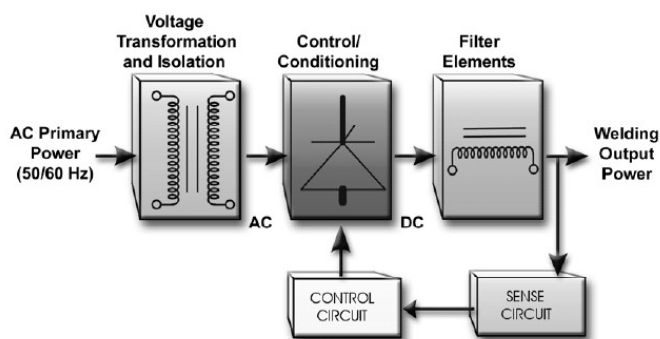 Voltage
Transformation
and Isolation
Control/
Conditioning
Filter
Elements
AC Primary
Power
(50/60 Hz)
AC
DC
Welding
Output
Power
CONTROL
CIRCUIT
SENSE
CIRCUIT